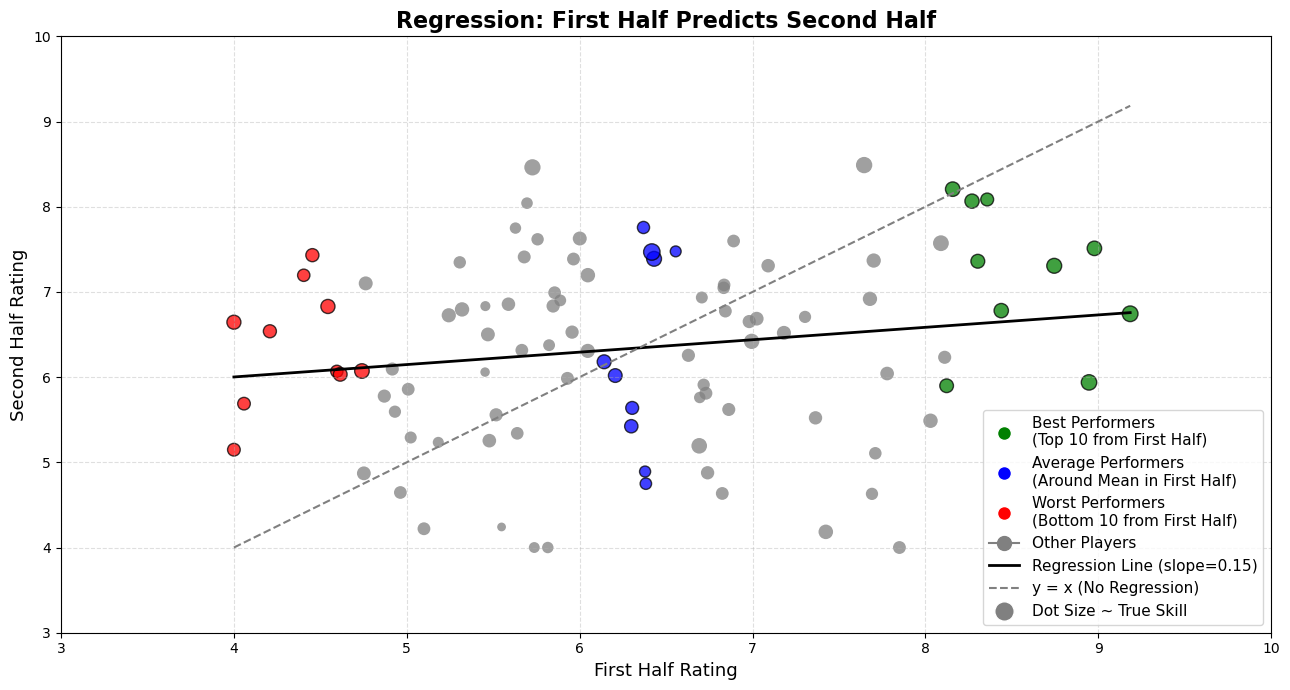 Regression: First Half Predicts Second Half
Second Half Rating
10
9
8
7
6
5
4
3
3
4
5
6
7
8
9
10
First Half Rating
Best Performers
(Top 10 from First Half)
Average Performers
(Around Mean in First Half)
Worst Performers
(Bottom 10 from First Half)
Other Players
Regression Line (slope=0.15)
y = x (No Regression)
Dot Size ~ True Skill